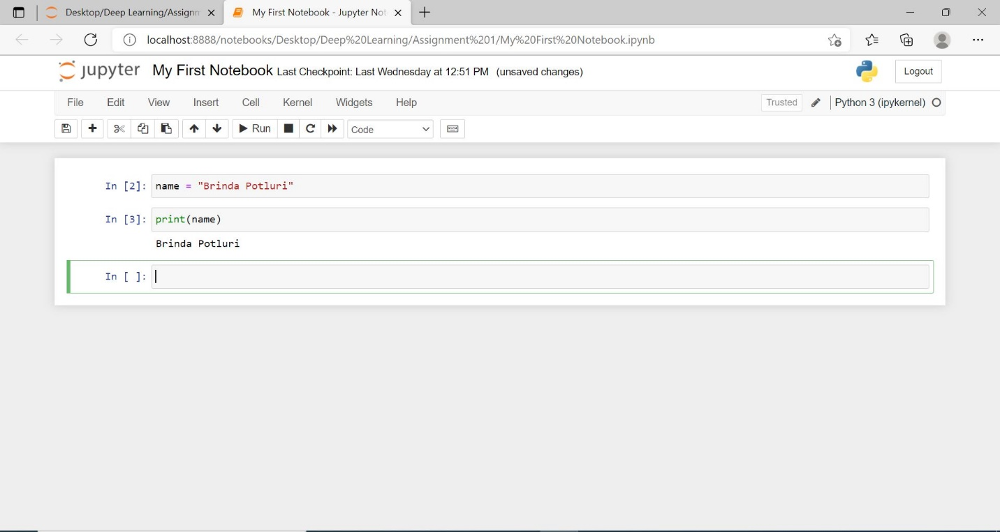 Desktop/Deep Learning/Assignm
My First Notebook - Jupyter Not
localhost:8888/notebooks/Desktop/Deep%20Learning/Assignment%201/My%20First%20Notebook.ipynb
jupyter My First Notebook Last Checkpoint: Last Wednesday at 12:51 PM (unsaved changes)
Logout
File Edit View Insert Cell Kernel Widgets Help
Trusted Python 3 (ipykernel)
Run Code
In [2]: name = "Brinda Potluri"
In [3]: print(name)
Brinda Potluri
In [ ]: